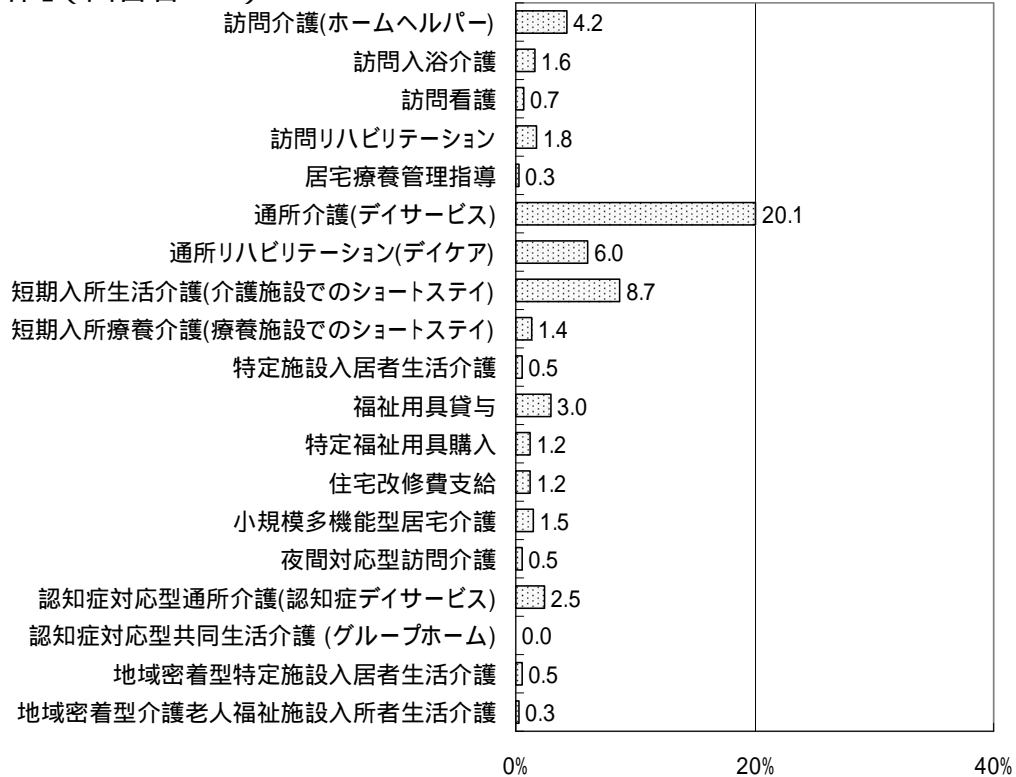 訪問介護(ホームヘルパー) 4.2
訪問入浴介護 1.6
訪問看護 0.7
訪問リハビリテーション 1.8
居宅療養管理指導 0.3
通所介護(デイサービス) 20.1
通所リハビリテーション(デイケア) 6.0
短期入所生活介護(介護施設でのショートステイ) 8.7
短期入所療養介護(療養施設でのショートステイ) 1.4
特定施設入居者生活介護 0.5
福祉用具貸与 3.0
特定福祉用具購入 1.2
住宅改修費支給 1.2
小規模多機能型居宅介護 1.5
夜間対応型訪問介護 0.5
認知症対応型通所介護(認知症デイサービス) 2.5
認知症対応型共同生活介護 (グループホーム) 0.0
地域密着型特定施設入居者生活介護 0.5
地域密着型介護老人福祉施設入所者生活介護 0.3
0% 20% 40%